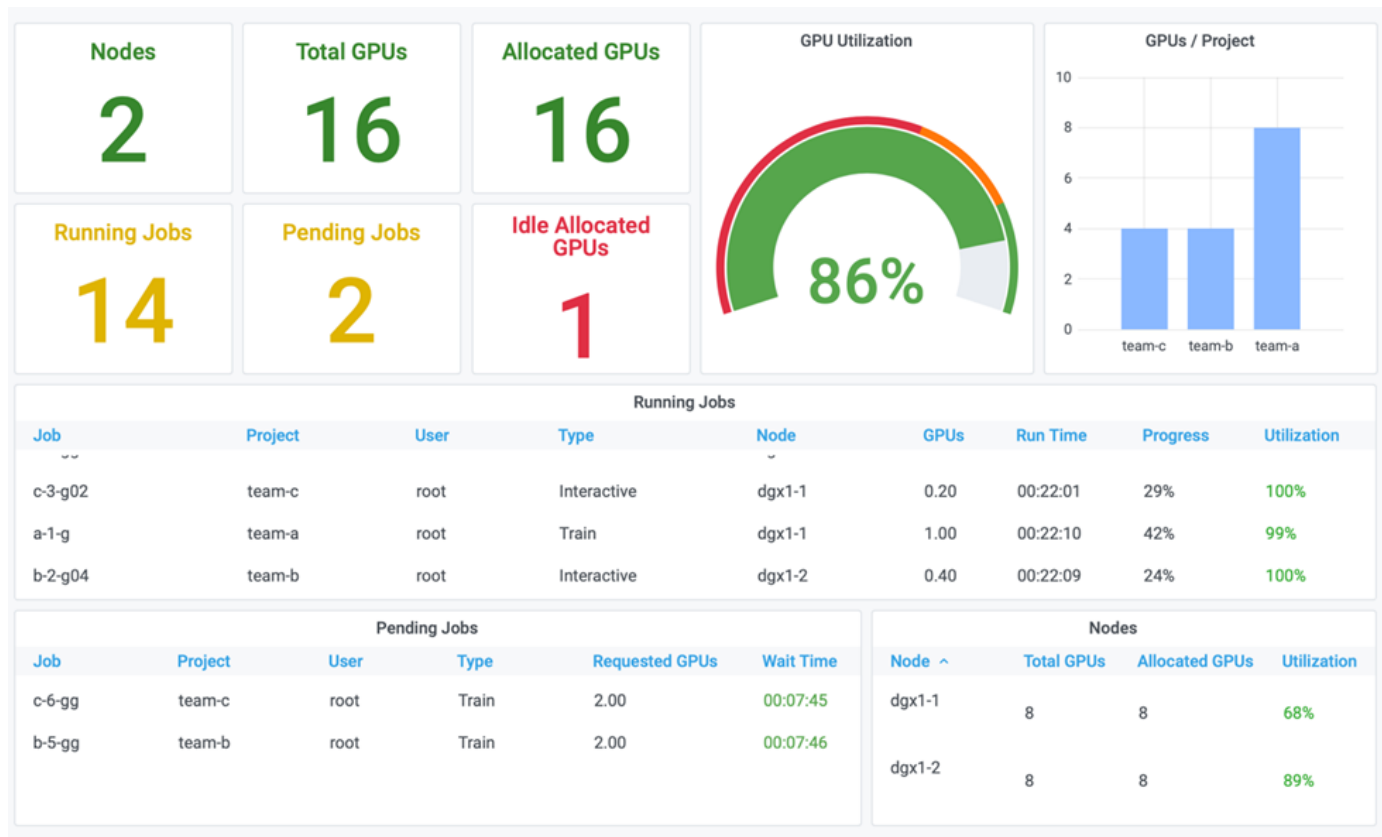 Nodes
2
Total GPUs
16
Allocated GPUs
16
Running Jobs
14
Pending Jobs
2
Idle Allocated
GPUs
1
GPU Utilization
86%
GPUs / Project
10
8
6
4
2
0
team-c team-b team-a
Running Jobs
Job Project User Type Node GPUs Run Time Progress Utilization
c-3-g02 team-c root Interactive dgx1-1 0.20 00:22:01 29% 100%
a-1-g team-a root Train dgx1-1 1.00 00:22:10 42% 99%
b-2-g04 team-b root Interactive dgx1-2 0.40 00:22:09 24% 100%
Pending Jobs
Job Project User Type Requested GPUs Wait Time
c-6-gg team-c root Train 2.00 00:07:45
b-5-gg team-b root Train 2.00 00:07:46
Nodes
Node Total GPUs Allocated GPUs Utilization
dgx1-1 8 8 68%
dgx1-2 8 8 89%